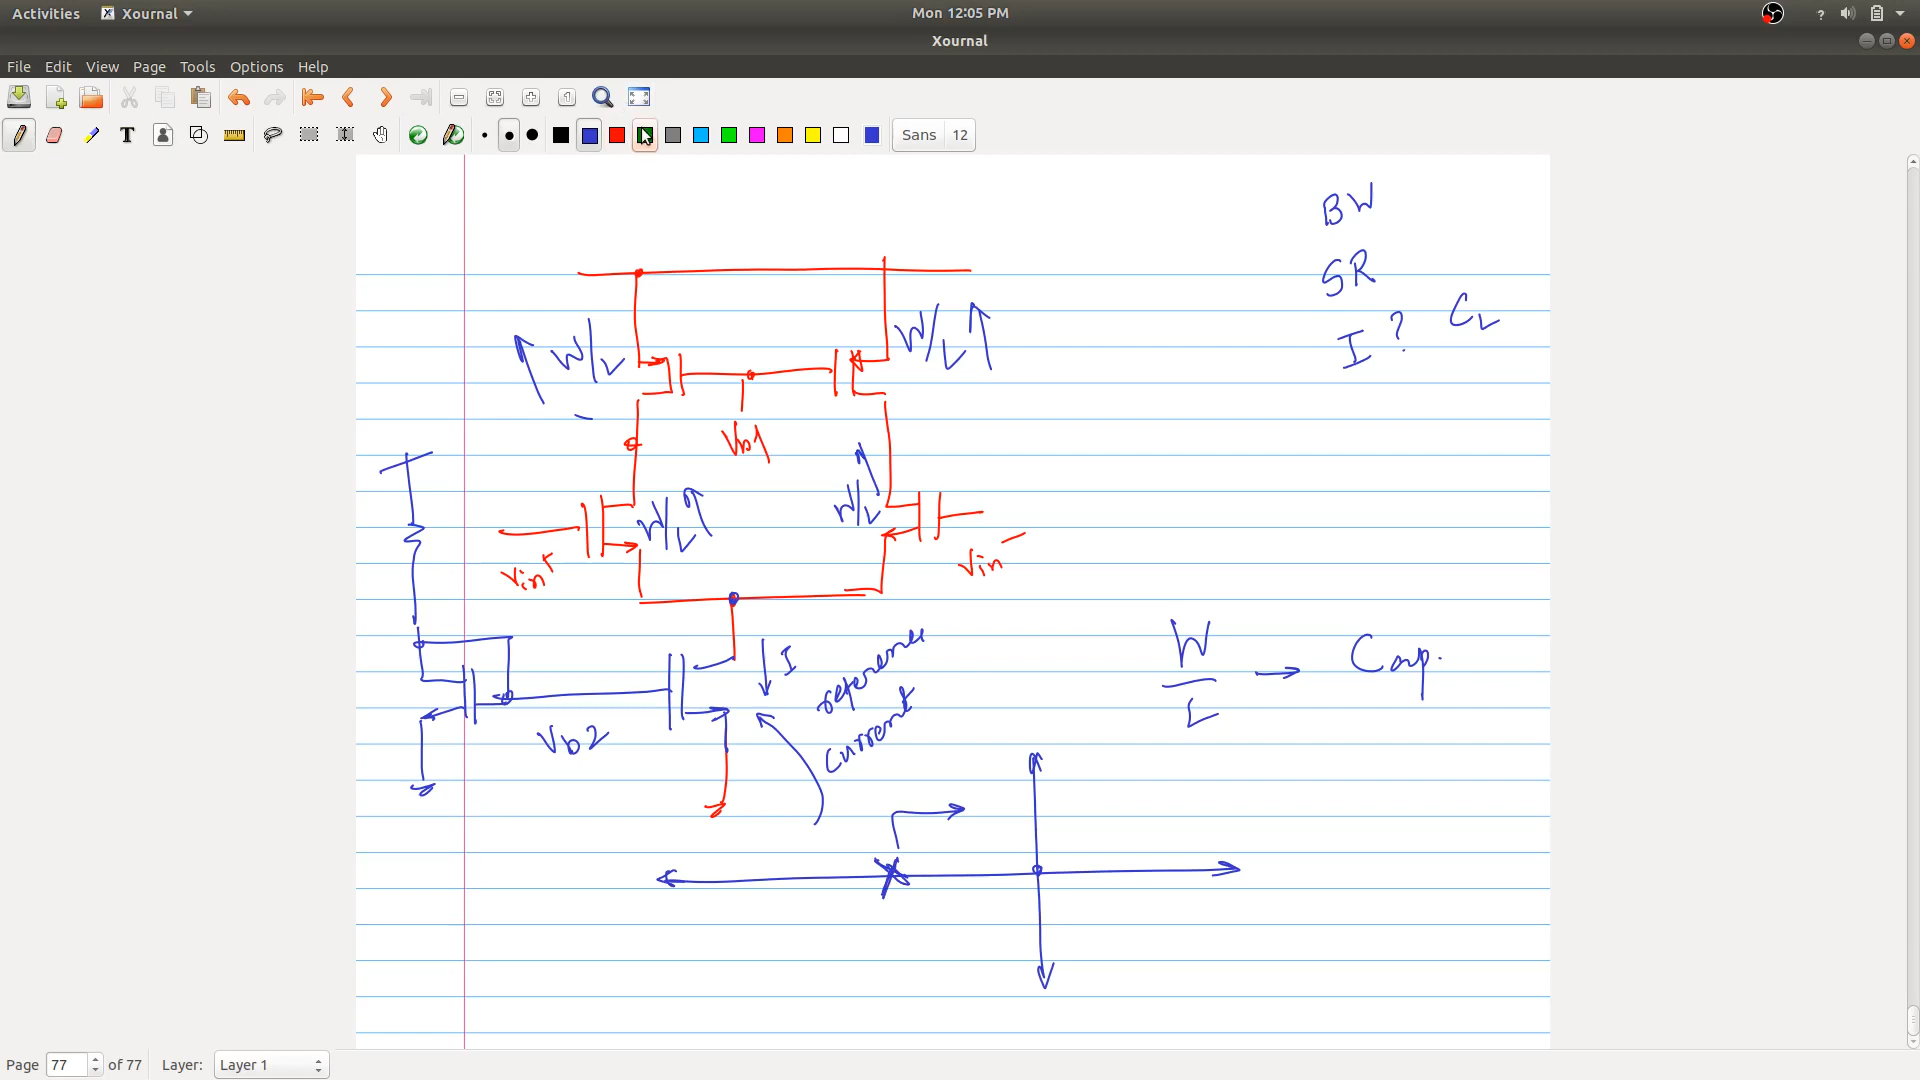 Activities Xournal Mon 12:05 PM ?
Xournal
File Edit View Page Tools Options Help
T Sans 12
BW
SR
I ? CL
W/L
W/L
Vb1
W/L
W/L
Vin+
Vin-
I
reference
current
Vb2
W
L
Cap.
Page 77 of 77 Layer: Layer 1